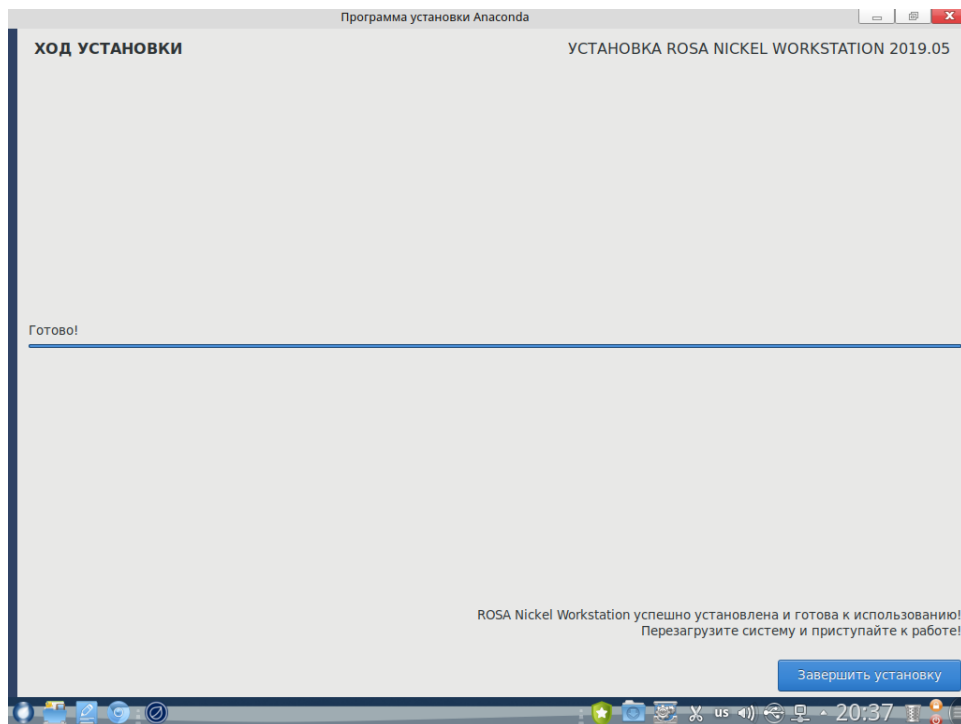 Программа установки Anaconda
ХОД УСТАНОВКИ
УСТАНОВКА ROSA NICKEL WORKSTATION 2019.05
Готово!
ROSA Nickel Workstation успешно установлена и готова к использованию!
Перезагрузите систему и приступайте к работе!
Завершить установку
us
20:37